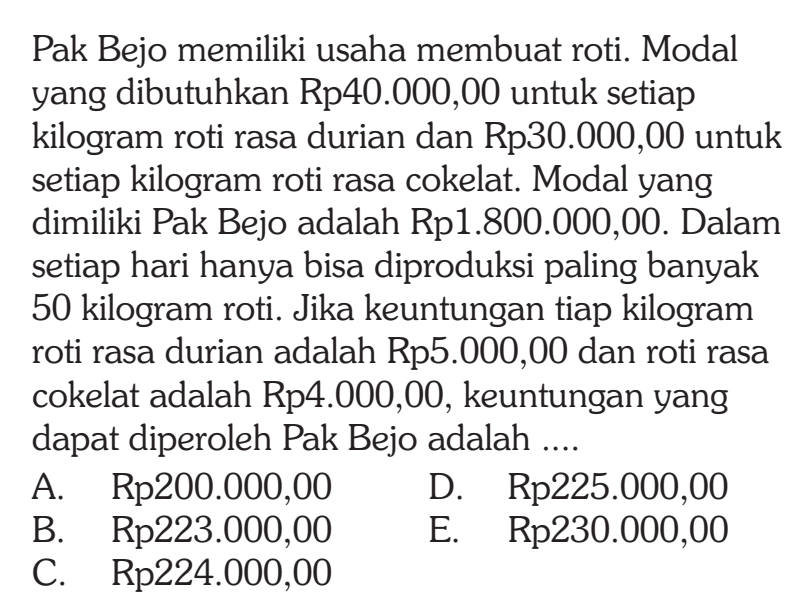 Pak Bejo memiliki usaha membuat roti. Modal
yang dibutuhkan Rp40.000,00 untuk setiap
kilogram roti rasa durian dan Rp30.000,00 untuk
setiap kilogram roti rasa cokelat. Modal yang
dimiliki Pak Bejo adalah Rp1.800.000,00. Dalam
setiap hari hanya bisa diproduksi paling banyak
50 kilogram roti. Jika keuntungan tiap kilogram
roti rasa durian adalah Rp5.000,00 dan roti rasa
cokelat adalah Rp4.000,00, keuntungan yang
dapat diperoleh Pak Bejo adalah ....
A. Rp200.000,00 D. Rp225.000,00
B. Rp223.000,00 E. Rp230.000,00
C. Rp224.000,00